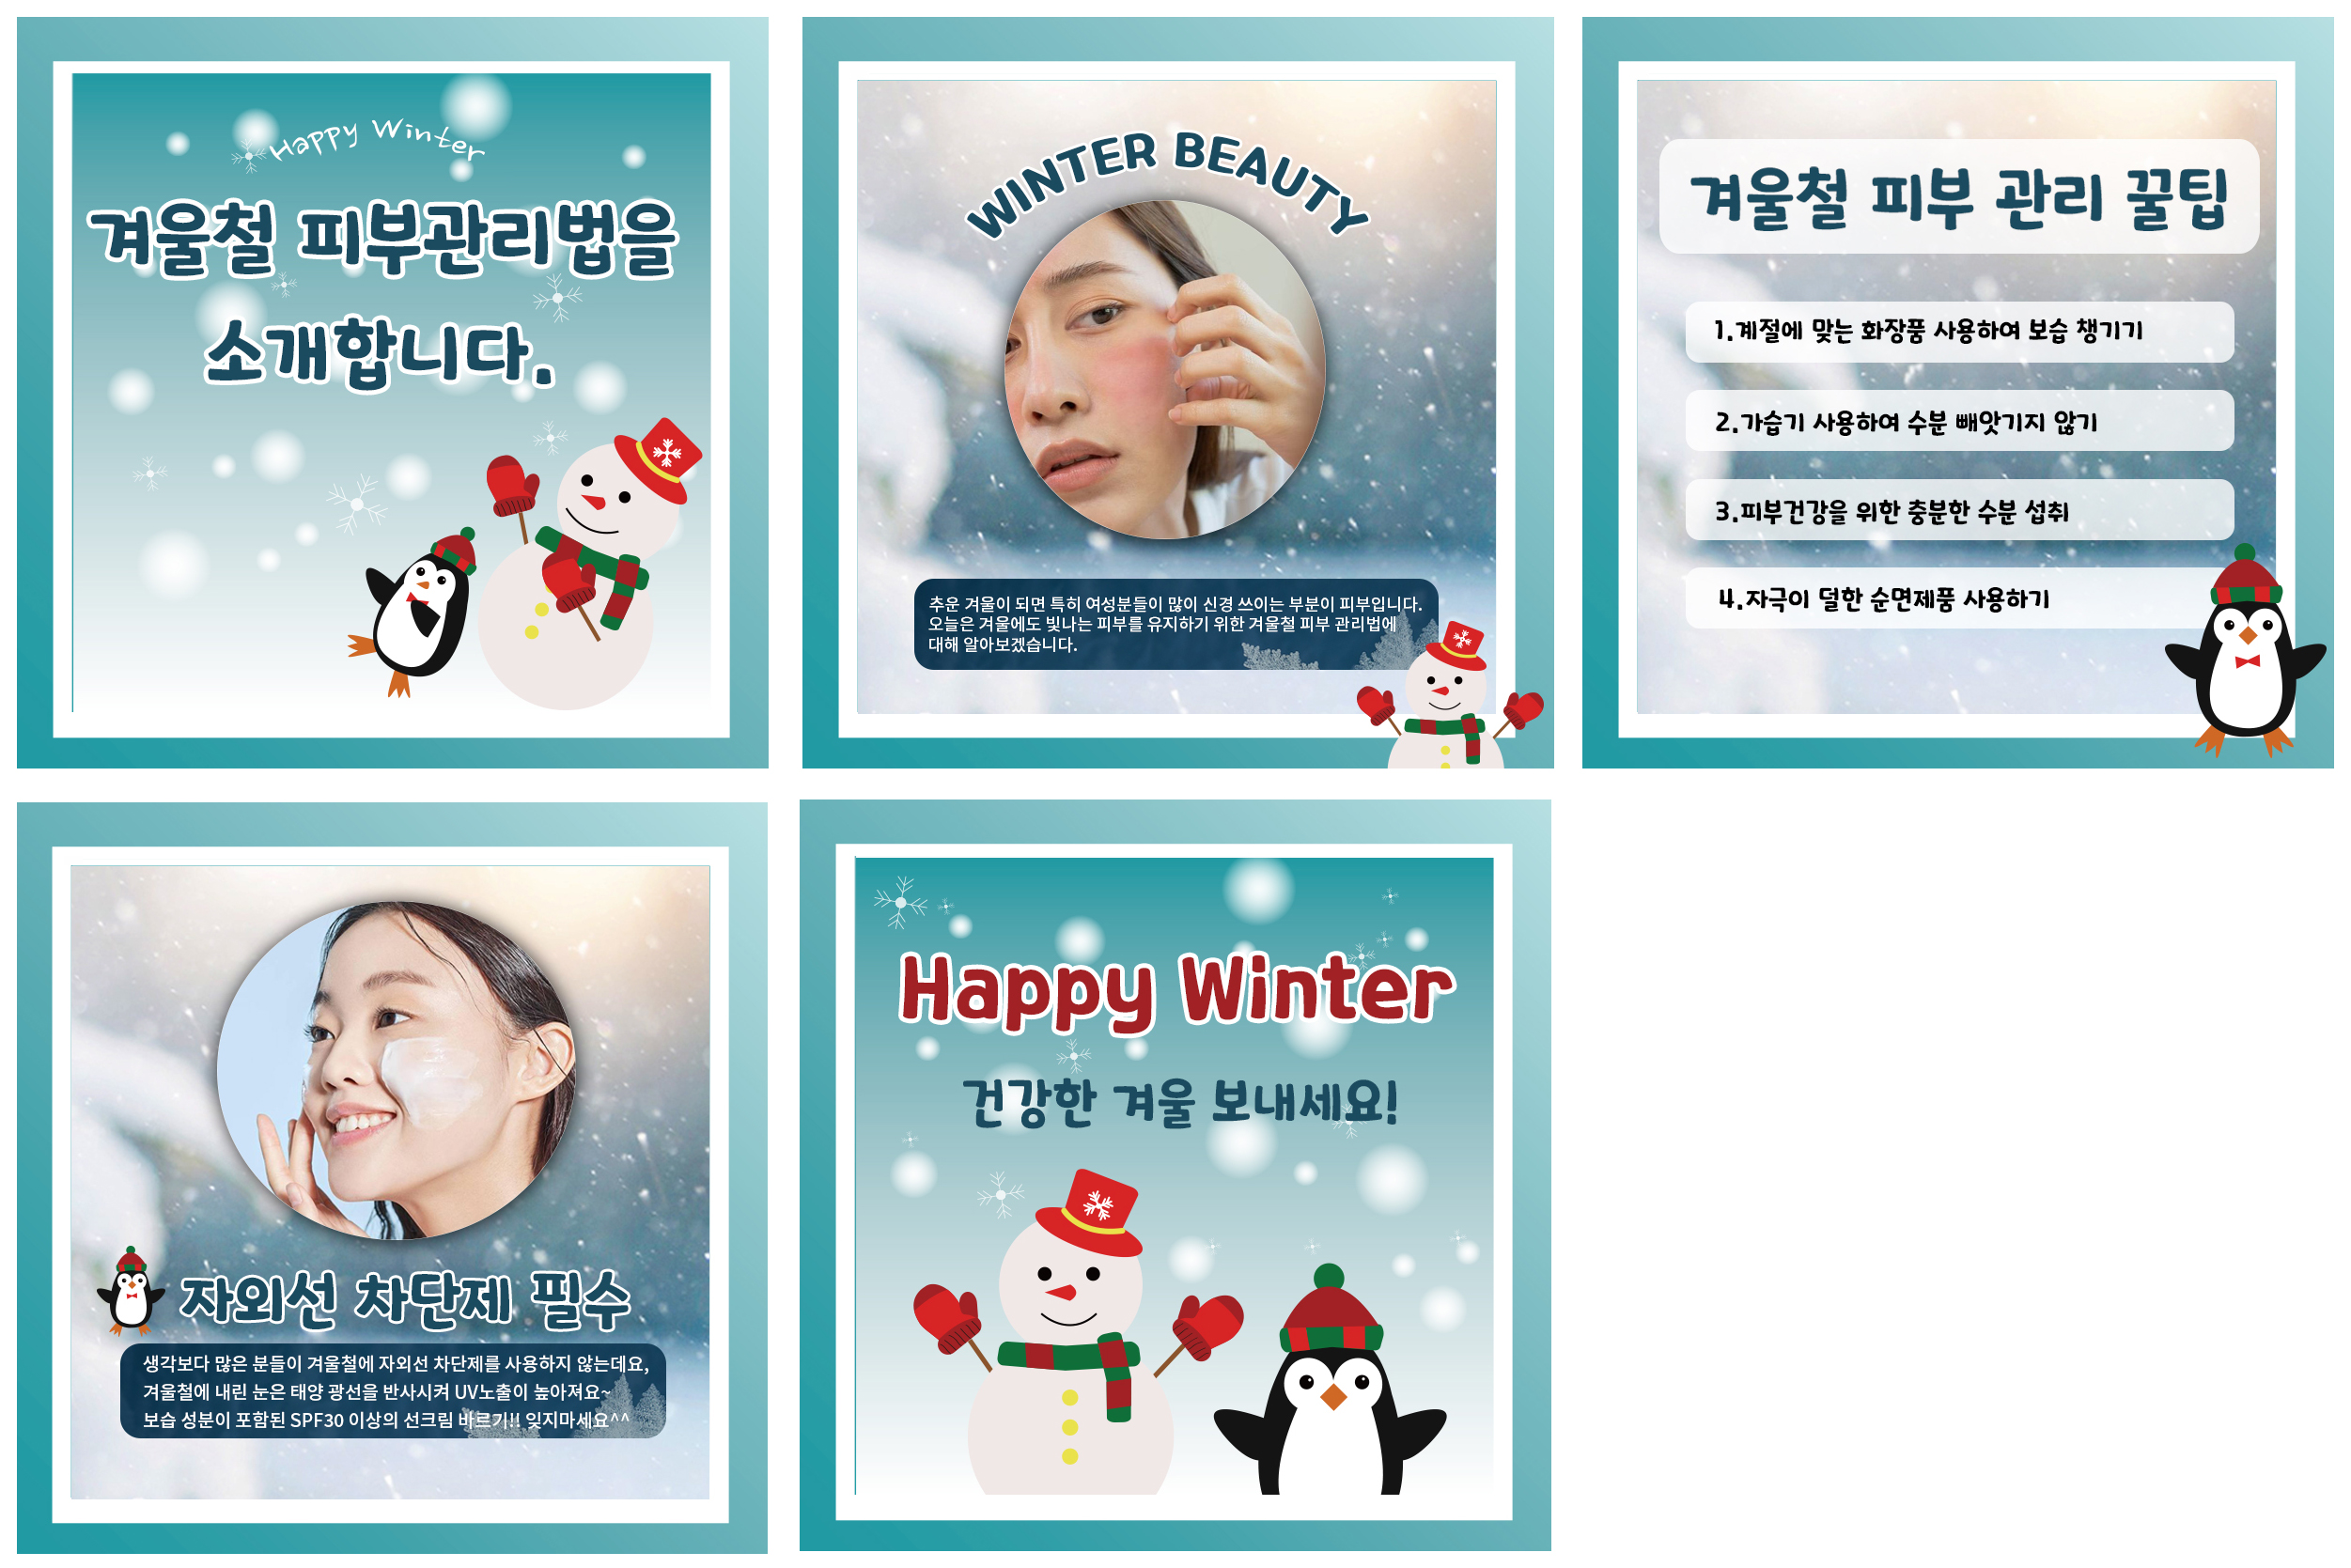 Happy Winter
겨울철 피부관리법을
소개합니다.
WINTER BEAUTY
추운 겨울이 되면 특히 여성분들이 많이 신경 쓰이는 부분이 피부입니다.
오늘은 겨울에도 빛나는 피부를 유지하기 위한 겨울철 피부 관리법에
대해 알아보겠습니다.
겨울철 피부 관리 꿀팁
1.계절에 맞는 화장품 사용하여 보습 챙기기
2.가습기 사용하여 수분 빼앗기지 않기
3.피부건강을 위한 충분한 수분 섭취
4.자극이 덜한 순면제품 사용하기
자외선 차단제 필수
생각보다 많은 분들이 겨울철에 자외선 차단제를 사용하지 않는데요,
겨울철에 내린 눈은 태양 광선을 반사시켜 UV노출이 높아져요~
보습 성분이 포함된 SPF30 이상의 선크림 바르기!! 잊지마세요^^
Happy Winter
건강한 겨울 보내세요!